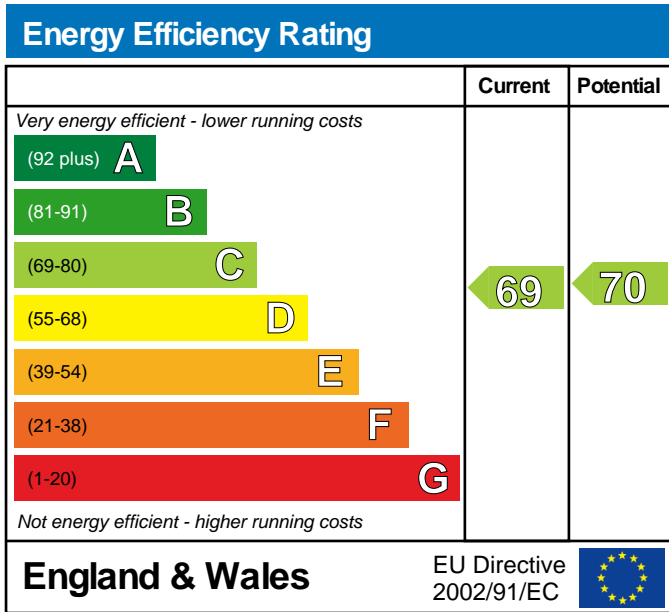 Energy Efficiency Rating
Current Potential
Very energy efficient - lower running costs
(92 plus) A
(81-91) B
(69-80) C
(55-68) D
(39-54) E
(21-38) F
(1-20) G
69 70
Not energy efficient - higher running costs
England & Wales
EU Directive
2002/91/EC